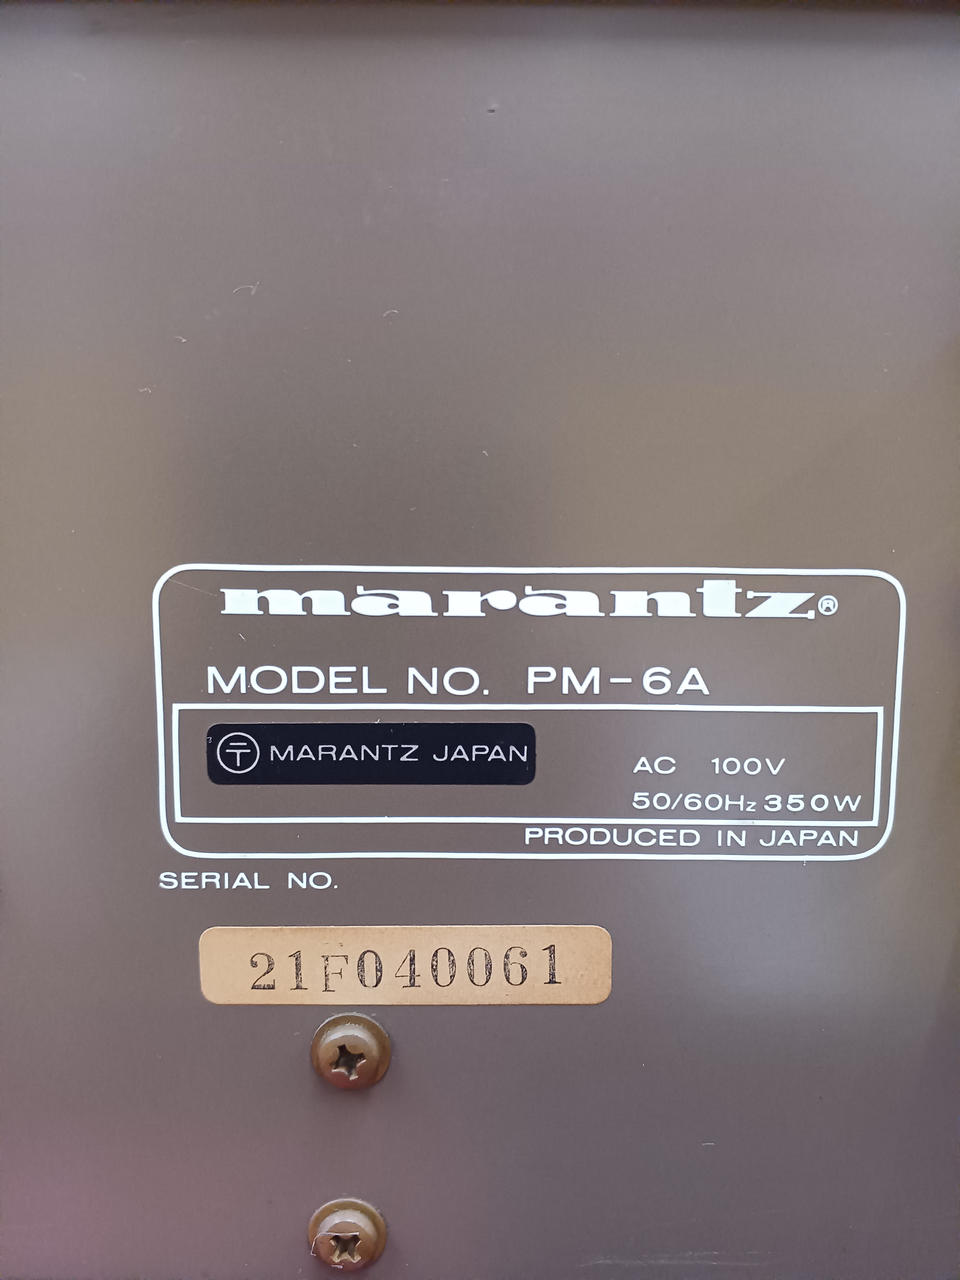 marantz®
MODEL NO. PM-6A
〒 MARANTZ JAPAN
AC 100V
50/60Hz 350W
PRODUCED IN JAPAN
SERIAL NO.
21F040061